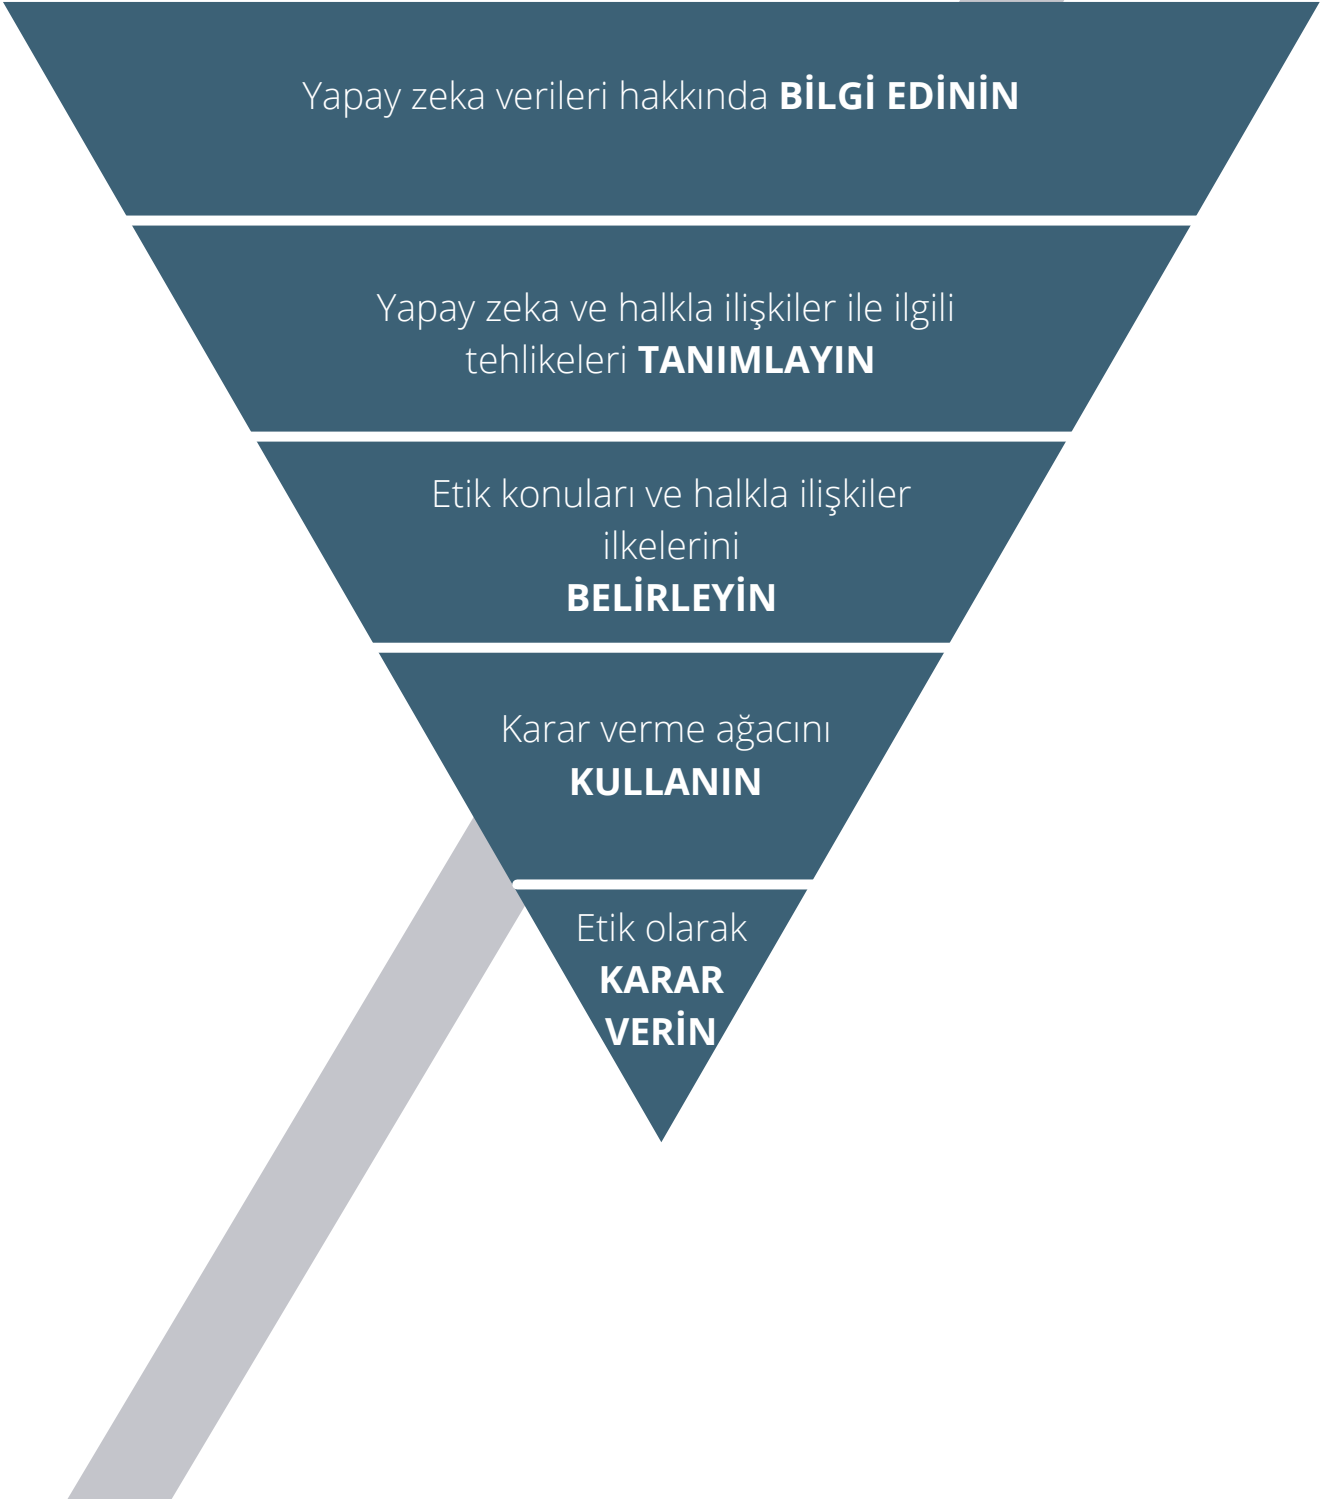 Yapay zeka verileri hakkında BİLGİ EDİNİN
Yapay zeka ve halkla ilişkiler ile ilgili
tehlikeleri TANIMLAYIN
Etik konuları ve halkla ilişkiler
ilkelerini
BELİRLEYİN
Karar verme ağacını
KULLANIN
Etik olarak
KARAR
VERİN